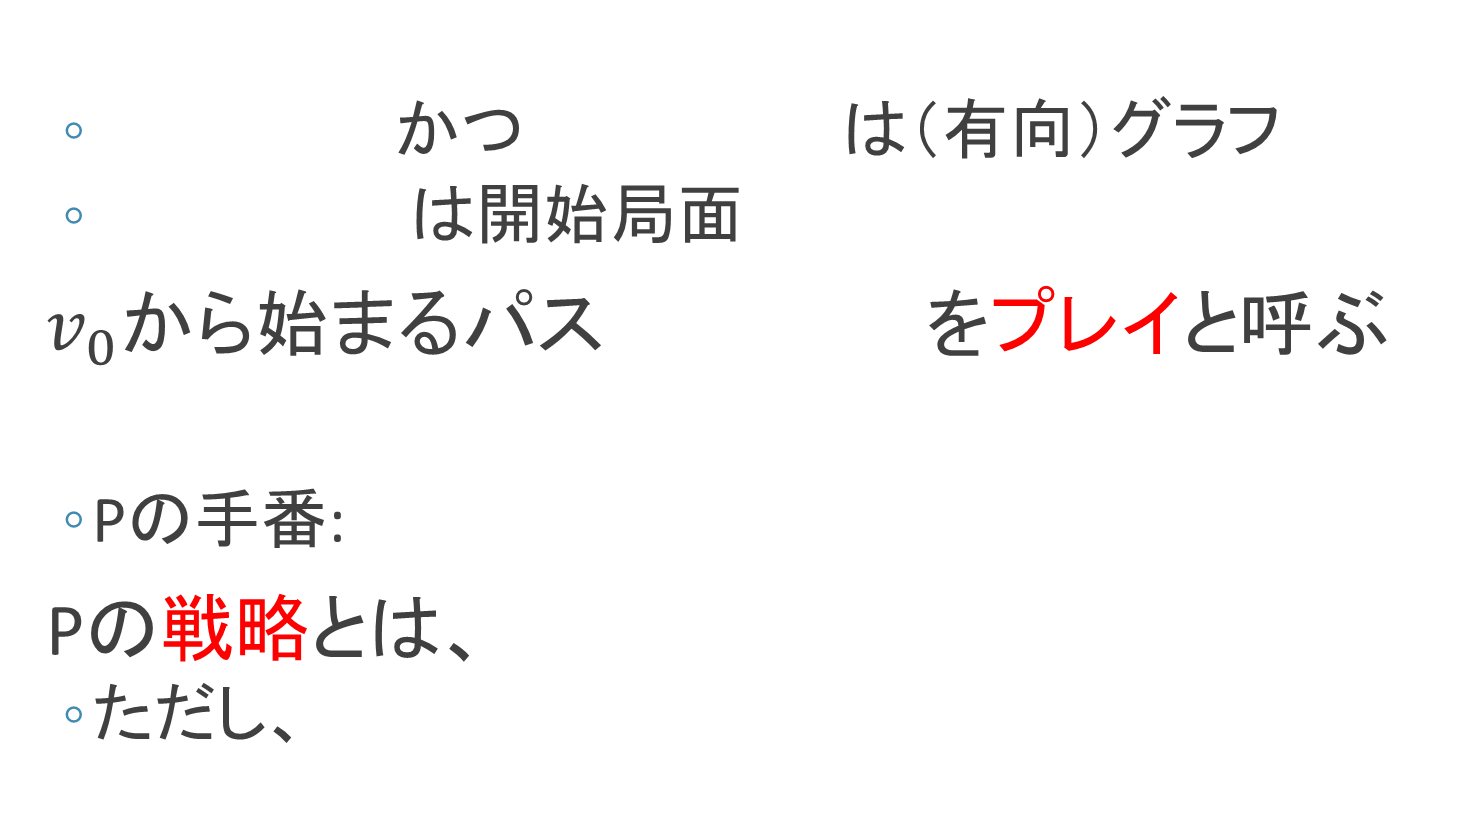 ◦ かつ は（有向）グラフ
◦ は開始局面
𝑣₀から始まるパス をプレイと呼ぶ
◦Pの手番:
Pの戦略とは、
◦ただし、